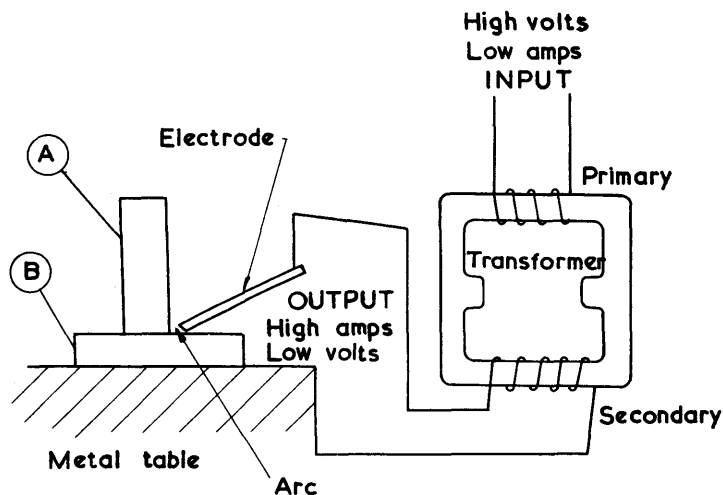 High volts
Low amps
INPUT
Electrode
A
Primary
B
Transformer
OUTPUT
High amps
Low volts
Secondary
Metal table
Arc